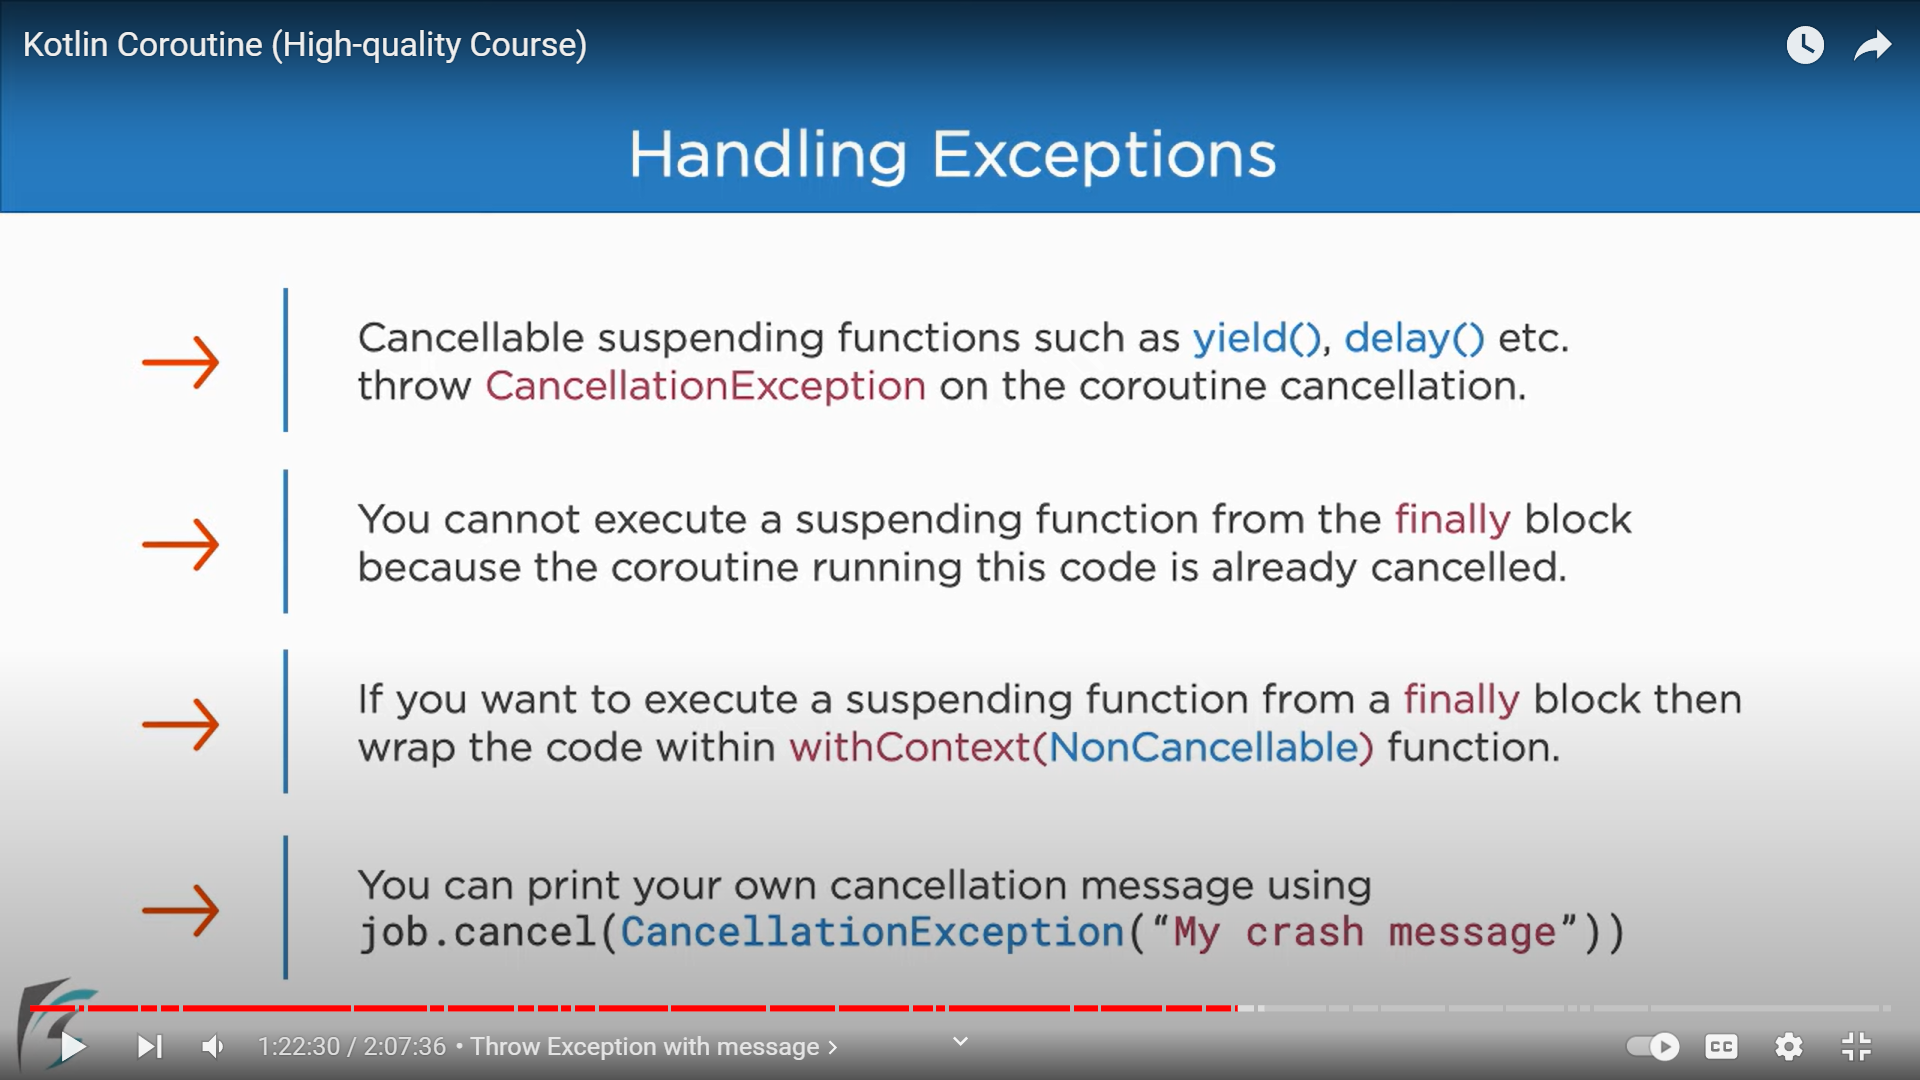 Kotlin Coroutine (High-quality Course)
Handling Exceptions
Cancellable suspending functions such as yield(), delay() etc.
throw CancellationException on the coroutine cancellation.
You cannot execute a suspending function from the finally block
because the coroutine running this code is already cancelled.
If you want to execute a suspending function from a finally block then
wrap the code within withContext(NonCancellable) function.
You can print your own cancellation message using
job.cancel(CancellationException(“My crash message”))
1:22:30 / 2:07:36 • Throw Exception with message
CC